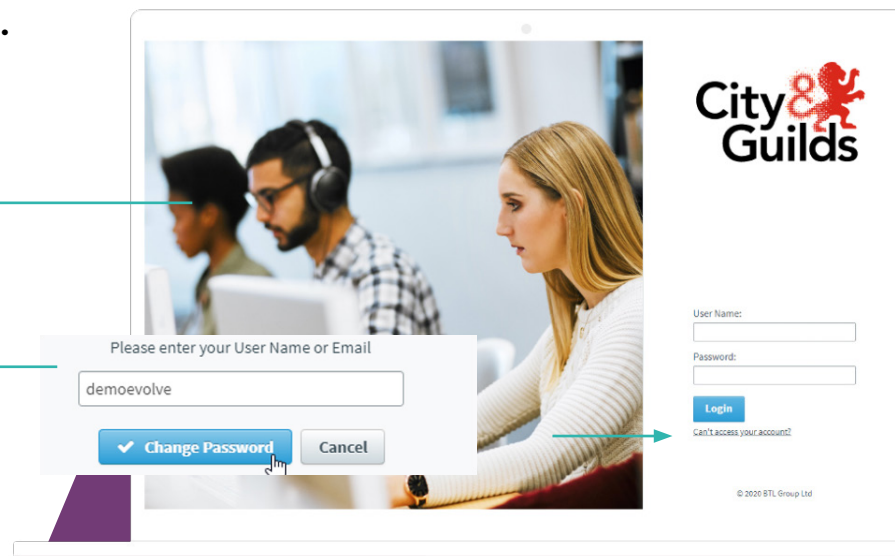 City&
Guilds
User Name:
Password:
Login
Can't access your account?
© 2020 BTL Group Ltd
Please enter your User Name or Email
demoevolve
Change Password
Cancel